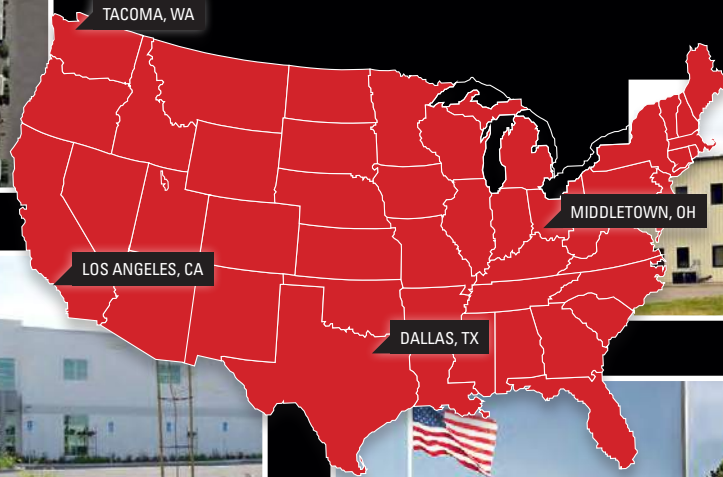 TACOMA, WA
MIDDLETOWN, OH
LOS ANGELES, CA
DALLAS, TX